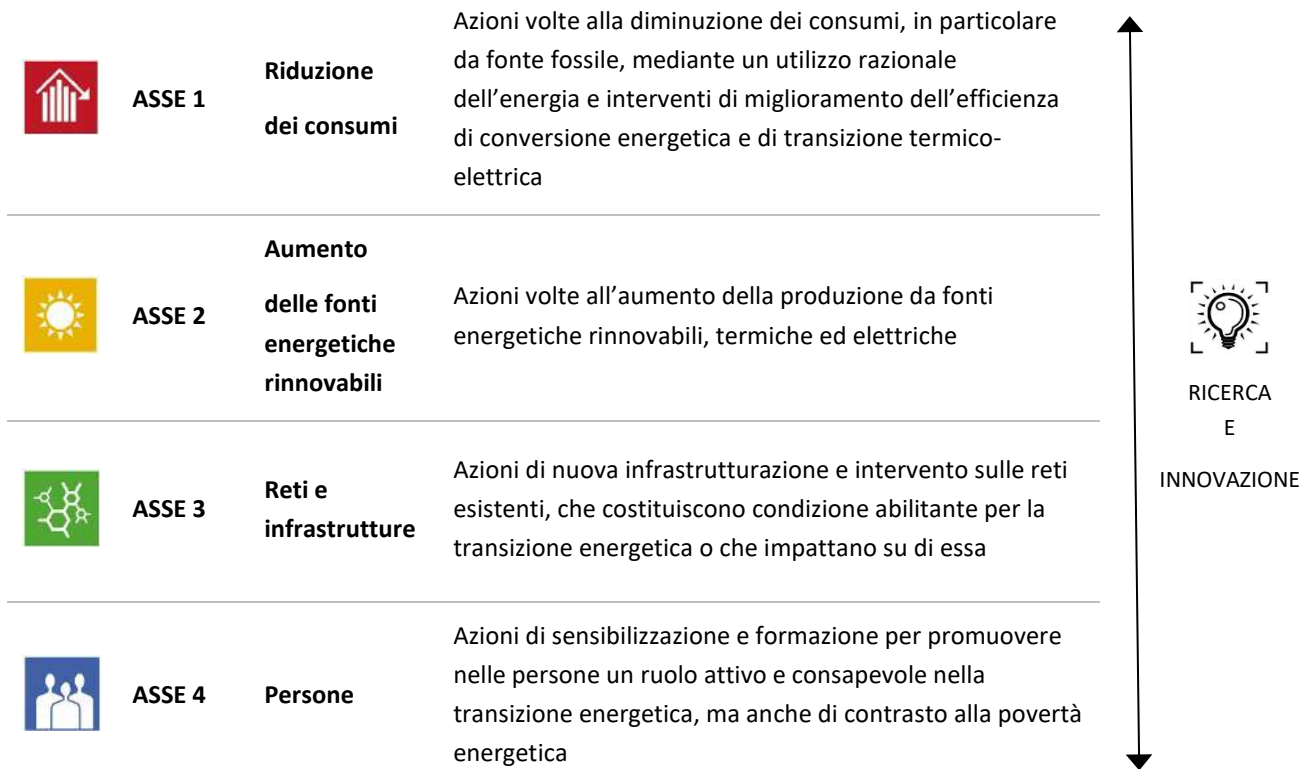 ASSE 1
Riduzione
dei consumi
Azioni volte alla diminuzione dei consumi, in particolare
da fonte fossile, mediante un utilizzo razionale
dell’energia e interventi di miglioramento dell’efficienza
di conversione energetica e di transizione termico-
elettrica
ASSE 2
Aumento
delle fonti
energetiche
rinnovabili
Azioni volte all’aumento della produzione da fonti
energetiche rinnovabili, termiche ed elettriche
ASSE 3
Reti e
infrastrutture
Azioni di nuova infrastrutturazione e intervento sulle reti
esistenti, che costituiscono condizione abilitante per la
transizione energetica o che impattano su di essa
ASSE 4
Persone
Azioni di sensibilizzazione e formazione per promuovere
nelle persone un ruolo attivo e consapevole nella
transizione energetica, ma anche di contrasto alla povertà
energetica
RICERCA
E
INNOVAZIONE